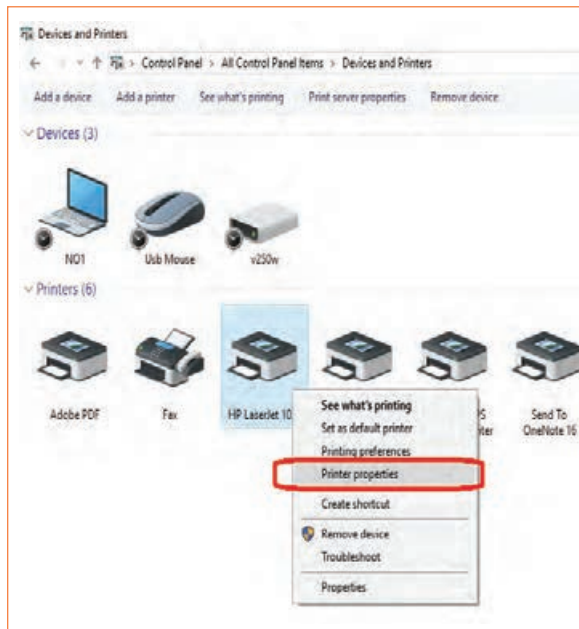 Devices and Printers
Control Panel > All Control Panel Items > Devices and Printers
Add a device Add a printer See what's printing Print server properties Remove device
Devices (3)
NO1 Usb Mouse v250w
Printers (6)
Adobe PDF Fax HP LaserJet 10 Send To
OneNote 16
See what's printing
Set as default printer
Printing preferences
Printer properties
Create shortcut
Remove device
Troubleshoot
Properties